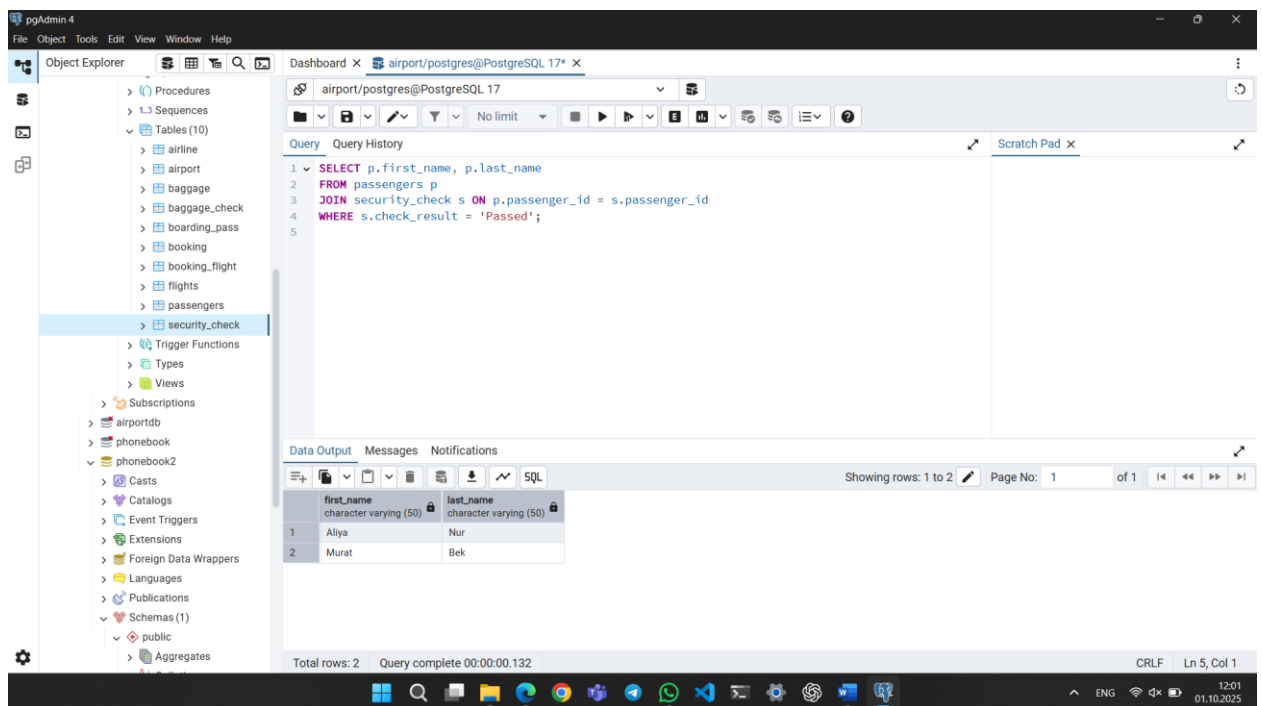 pgAdmin 4
File Object Tools Edit View Window Help
Object Explorer
Dashboard airport/postgres@PostgreSQL 17*
airport/postgres@PostgreSQL 17
No limit
Query Query History
Scratch Pad
1 SELECT p.first_name, p.last_name
2 FROM passengers p
3 JOIN security_check s ON p.passenger_id = s.passenger_id
4 WHERE s.check_result = 'Passed';
5
Procedures
1..3 Sequences
Tables (10)
airline
airport
baggage
baggage_check
boarding_pass
booking
booking_flight
flights
passengers
security_check
Trigger Functions
Types
Views
Subscriptions
airportdb
phonebook
phonebook2
Casts
Catalogs
Event Triggers
Extensions
Foreign Data Wrappers
Languages
Publications
Schemas (1)
public
Aggregates
Data Output Messages Notifications
SQL
Showing rows: 1 to 2
Page No: 1 of 1
first_name last_name
character varying (50) character varying (50)
1 Aliya Nur
2 Murat Bek
Total rows: 2 Query complete 00:00:00.132
CRLF Ln 5, Col 1
ENG
12:01
01.10.2025